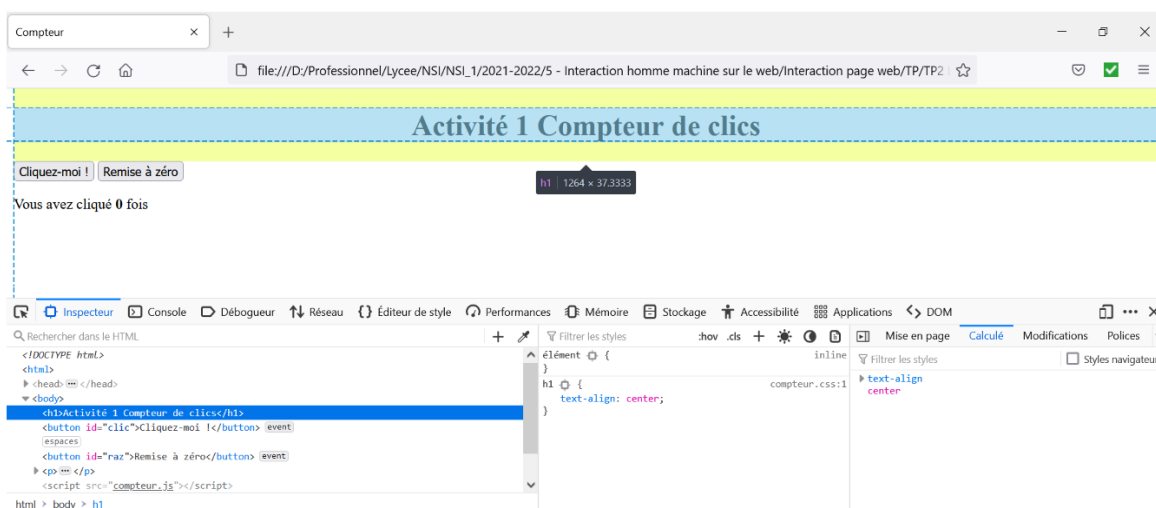 Compteur
file:///D:/Professionnel/Lycee/NSI/NSI_1/2021-2022/5 - Interaction homme machine sur le web/Interaction page web/TP/TP2
Activité 1 Compteur de clics
Cliquez-moi ! Remise à zéro
h1 1264 × 37.3333
Vous avez cliqué 0 fois
Inspecteur Console Débogueur Réseau Éditeur de style Performances Mémoire Stockage Accessibilité Applications DOM
Rechercher dans le HTML
Filtrer les styles :hov .cls
Mise en page Calculé Modifications Polices
<!DOCTYPE html>
<html>
<head> </head>
<body>
<h1>Activité 1 Compteur de clics</h1>
<button id="clic">Cliquez-moi !</button> event
espaces
<button id="raz">Remise à zéro</button> event
<p> </p>
<script src="compteur.js"></script>
html > body > h1
élément { inline
}
h1 { compteur.css:1
text-align: center;
}
Filtrer les styles Styles navigateur
text-align
center